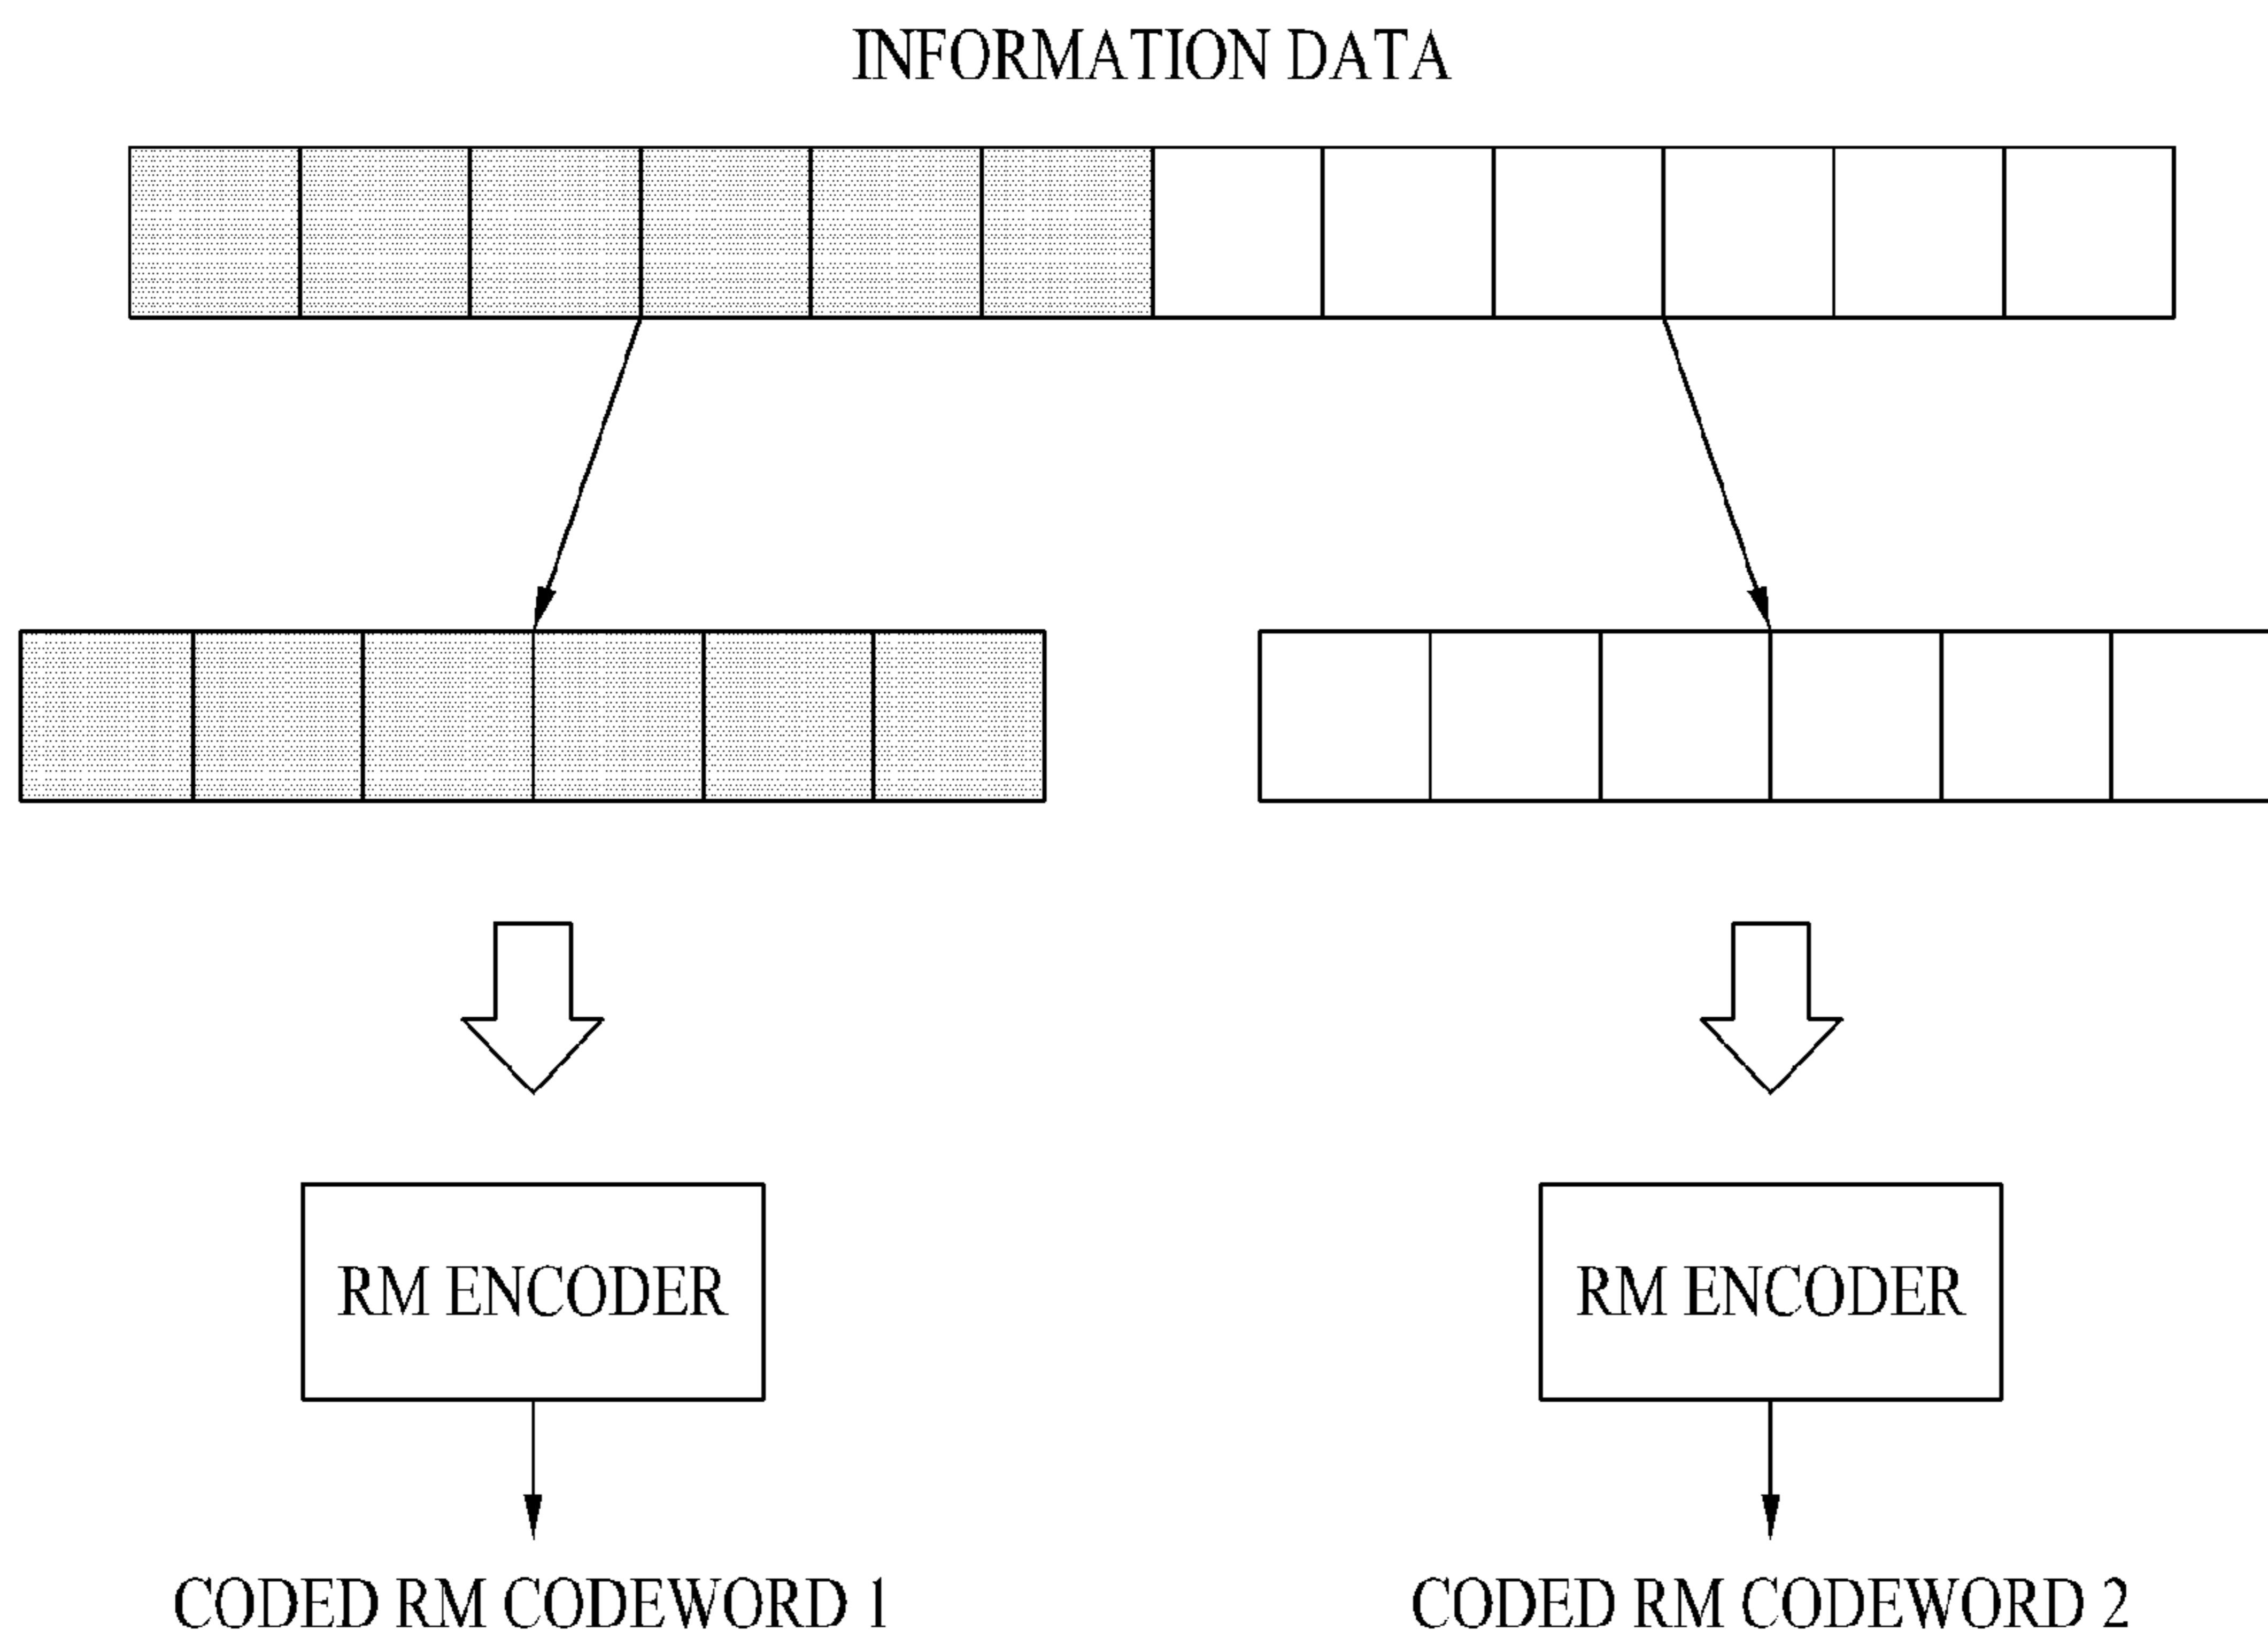 INFORMATION DATA
RM ENCODER
RM ENCODER
CODED RM CODEWORD 1
CODED RM CODEWORD 2